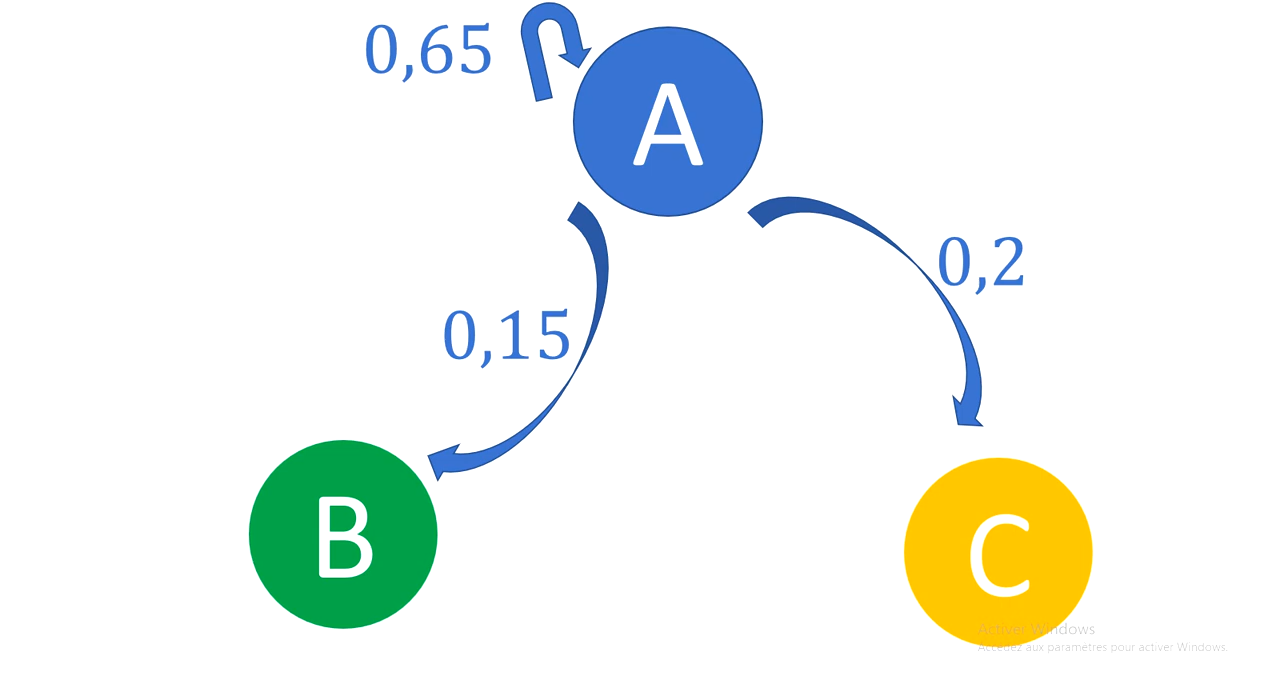 0,65
A
0,2
0,15
B
C
Activer Windows
Accédez aux paramètres pour activer Windows.